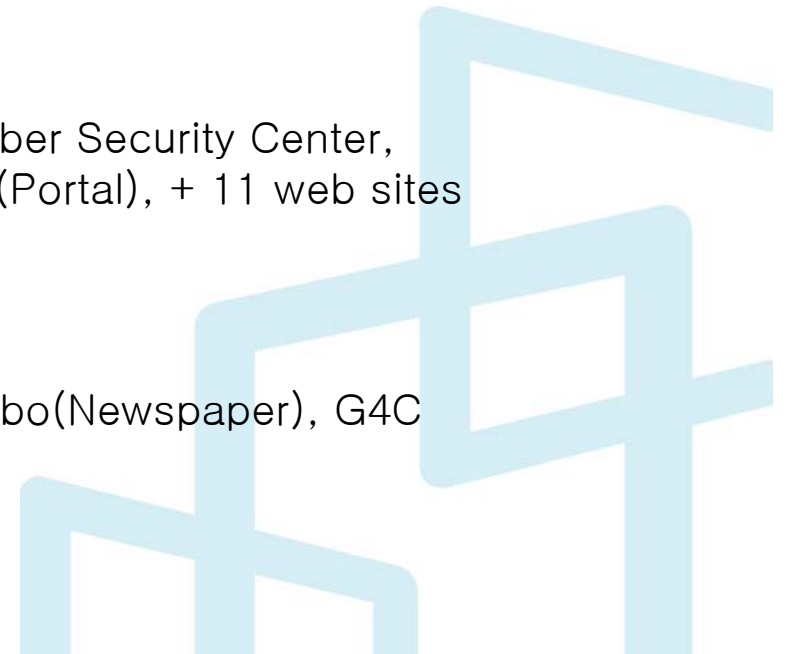 ber Security Center,
(Portal), + 11 web sites
bo(Newspaper), G4C